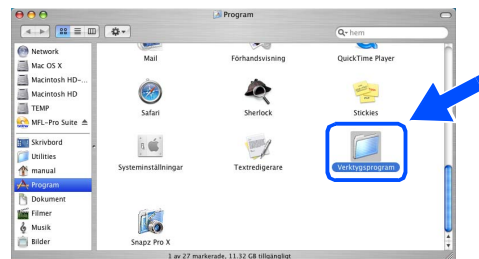 Program
hem
Network
Mac OS X
Macintosh HD-...
Macintosh HD
TEMP
MFL-Pro Suite
Skrivbord
Utilities
manual
Program
Dokument
Filmer
Musik
Bilder
Mail
Förhandsvisning
QuickTime Player
Safari
Sherlock
Stickies
Systeminställningar
Textredigerare
Verktygsprogram
Snapz Pro X
1 av 27 markerade, 11.32 GB tillgängligt